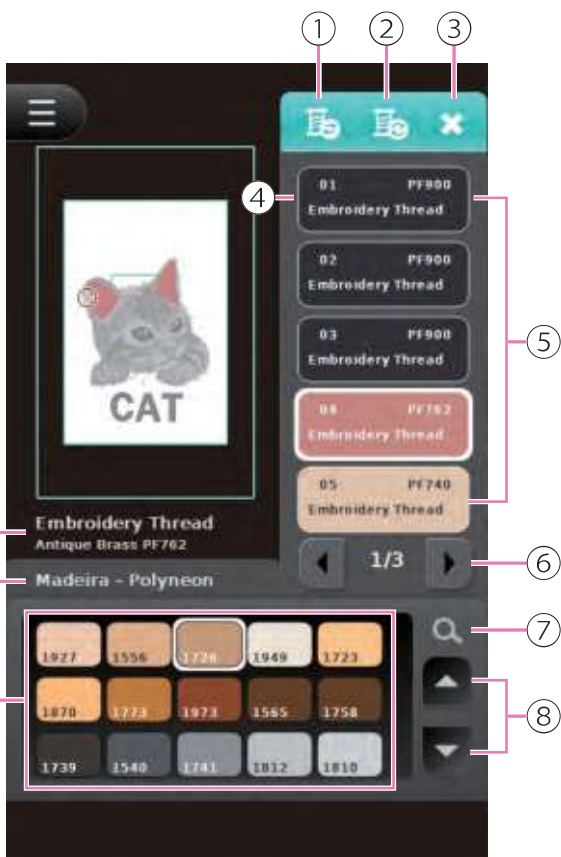 ① ② ③
④
01 PF900
Embroidery Thread
02 PF900
Embroidery Thread
03 PF900
Embroidery Thread
⑤
04 PF762
Embroidery Thread
05 PF740
Embroidery Thread
CAT
Embroidery Thread
Antique Brass PF762
1/3
⑥
Madeira - Polyneon
⑦
1927 1556 1726 1949 1723
1870 1773 1973 1565 1758
⑧
1739 1540 1741 1812 1810